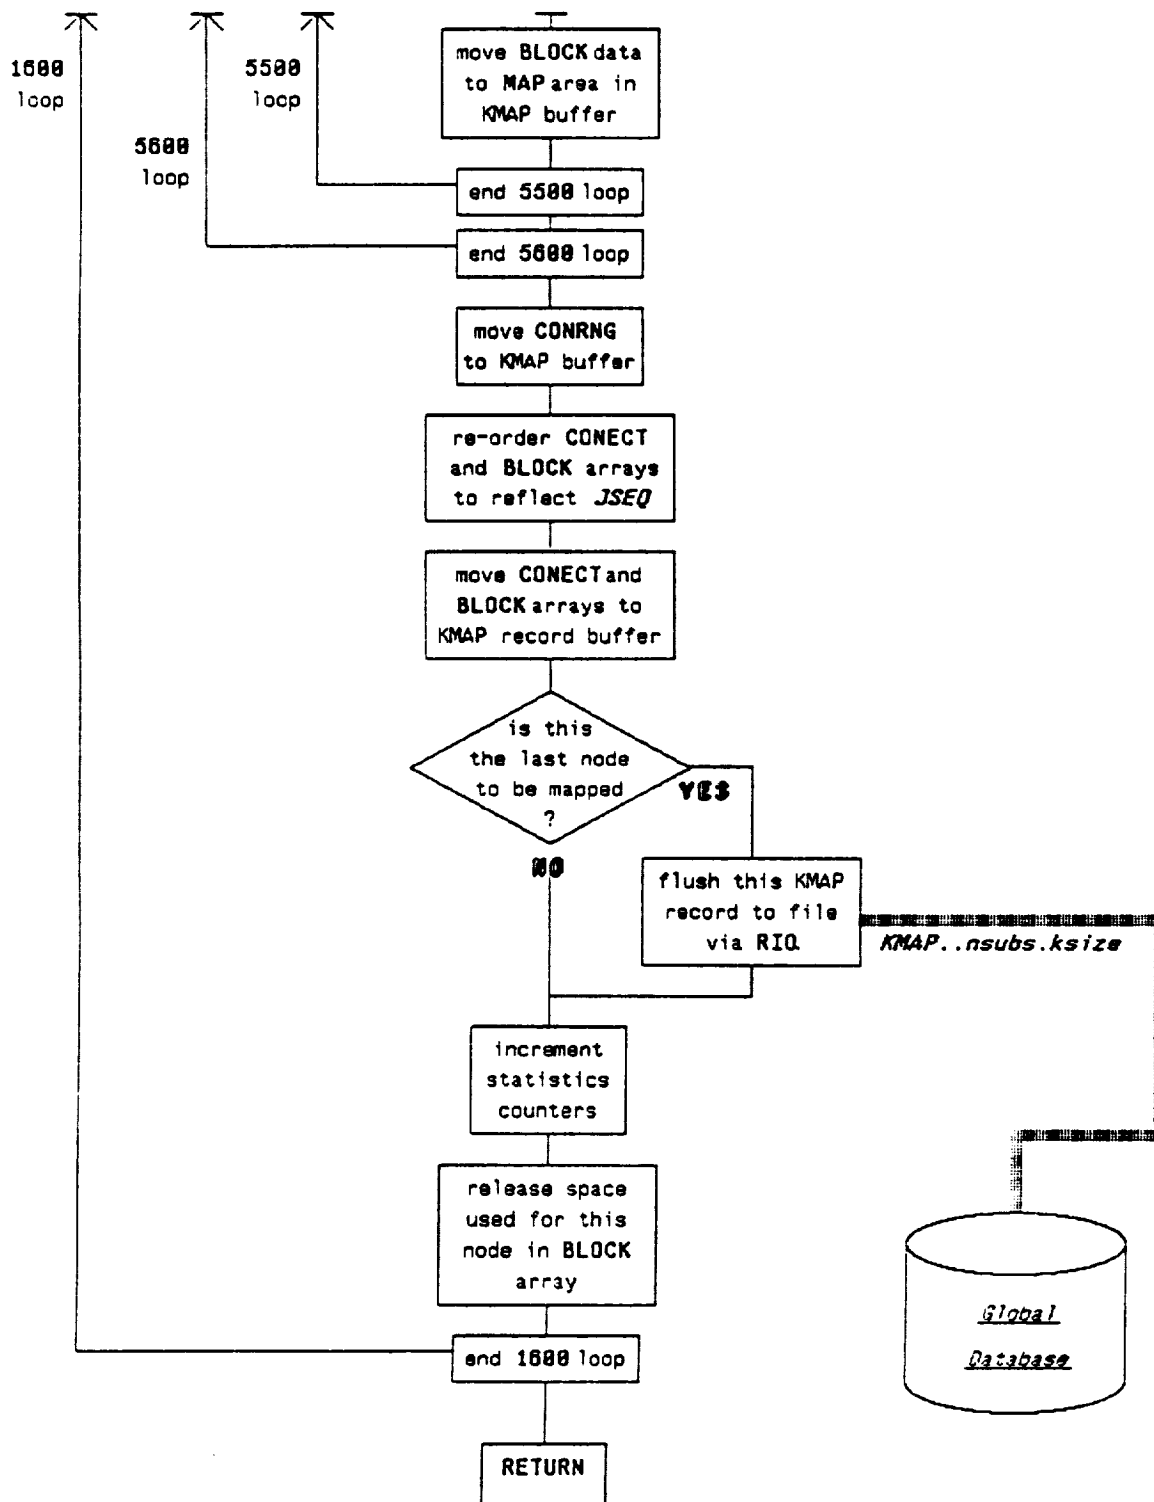 1600
loop
5600
loop
5500
loop
move BLOCK data
to MAP area in
KMAP buffer
end 5500 loop
end 5600 loop
move CONRNG
to KMAP buffer
re-order CONECT
and BLOCK arrays
to reflect JSEQ
move CONECT and
BLOCK arrays to
KMAP record buffer
is this
the last node
to be mapped
?
YES
NO
flush this KMAP
record to file
via RIO
KMAP..nsubs.ksize
increment
statistics
counters
release space
used for this
node in BLOCK
array
Global
Database
end 1600 loop
RETURN